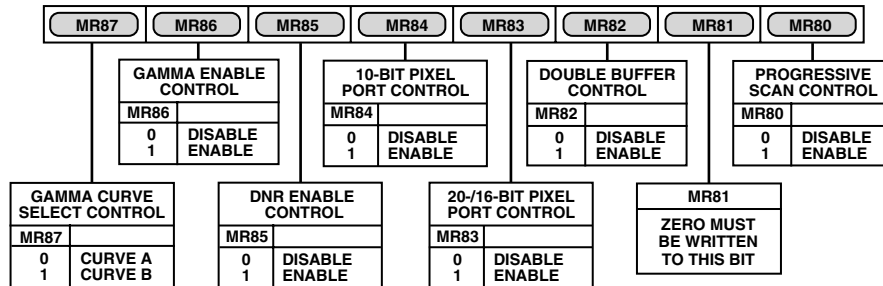 MR87 MR86 MR85 MR84 MR83 MR82 MR81 MR80
GAMMA ENABLE
CONTROL
MR86
0 DISABLE
1 ENABLE
10-BIT PIXEL
PORT CONTROL
MR84
0 DISABLE
1 ENABLE
DOUBLE BUFFER
CONTROL
MR82
0 DISABLE
1 ENABLE
PROGRESSIVE
SCAN CONTROL
MR80
0 DISABLE
1 ENABLE
GAMMA CURVE
SELECT CONTROL
MR87
0 CURVE A
1 CURVE B
DNR ENABLE
CONTROL
MR85
0 DISABLE
1 ENABLE
20-/16-BIT PIXEL
PORT CONTROL
MR83
0 DISABLE
1 ENABLE
MR81
ZERO MUST
BE WRITTEN
TO THIS BIT